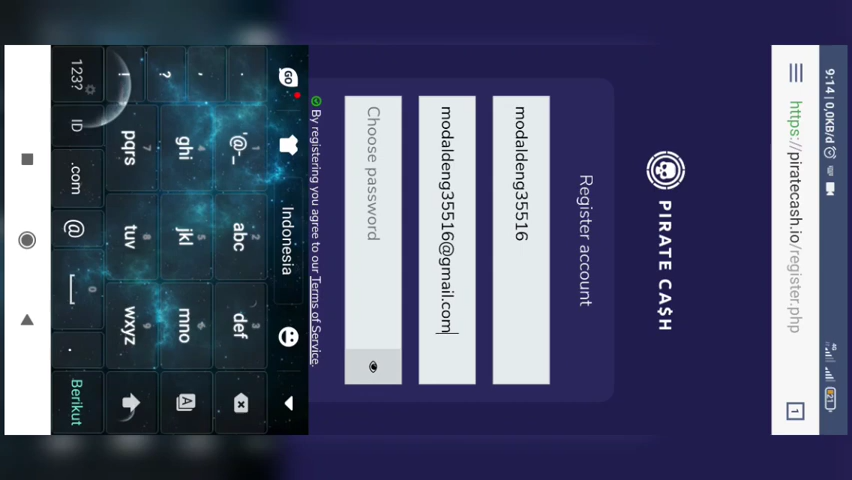 9:14 | 0,0KB/d
4G
21
https://piratecash.io/register.php
1
PIRATE CA$H
Register account
modaldeng35516
modaldeng35516@gmail.com
Choose password
By registering you agree to our Terms of Service.
GO
Indonesia
. 1 '@-_ 2 abc 3 def
, 4 ghi 5 jkl 6 mno A
? 7 pqrs 8 tuv 9 wxyz
!
123? ID .com @ 0 . Berikut